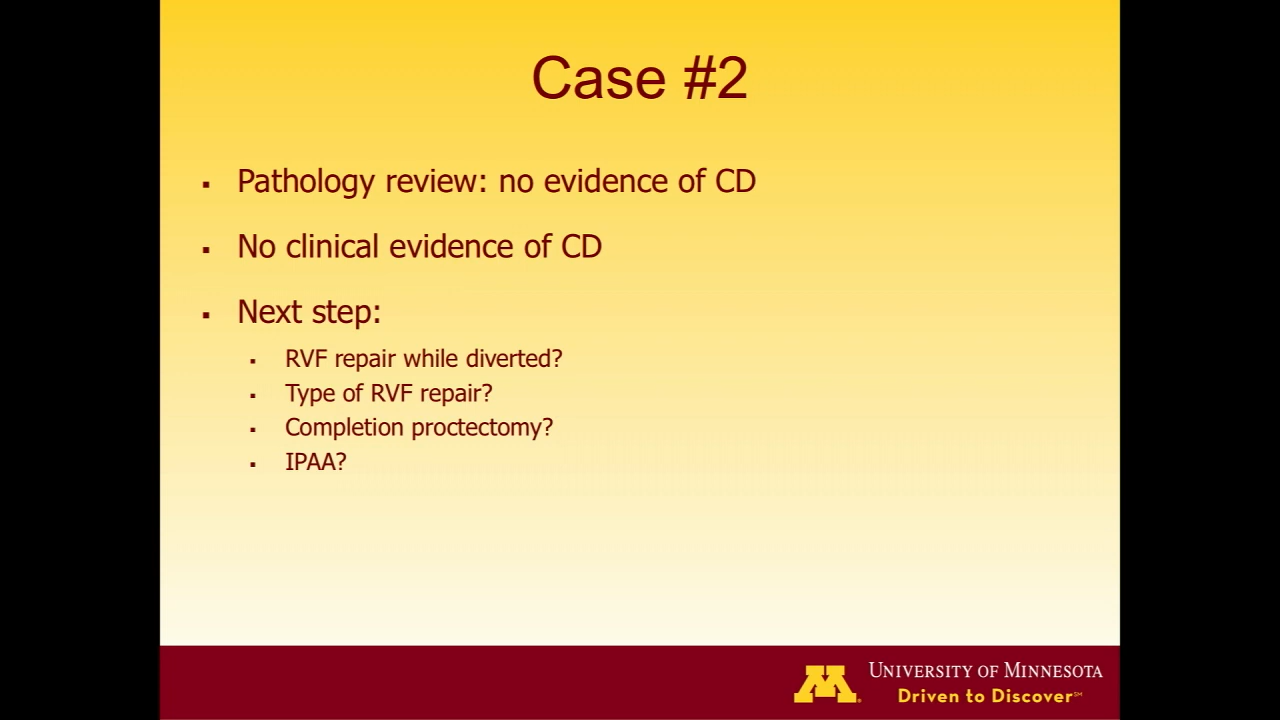 Case #2
▪ Pathology review: no evidence of CD
▪ No clinical evidence of CD
▪ Next step:
▪ RVF repair while diverted?
▪ Type of RVF repair?
▪ Completion proctectomy?
▪ IPAA?
M
UNIVERSITY OF MINNESOTA
Driven to Discover℠